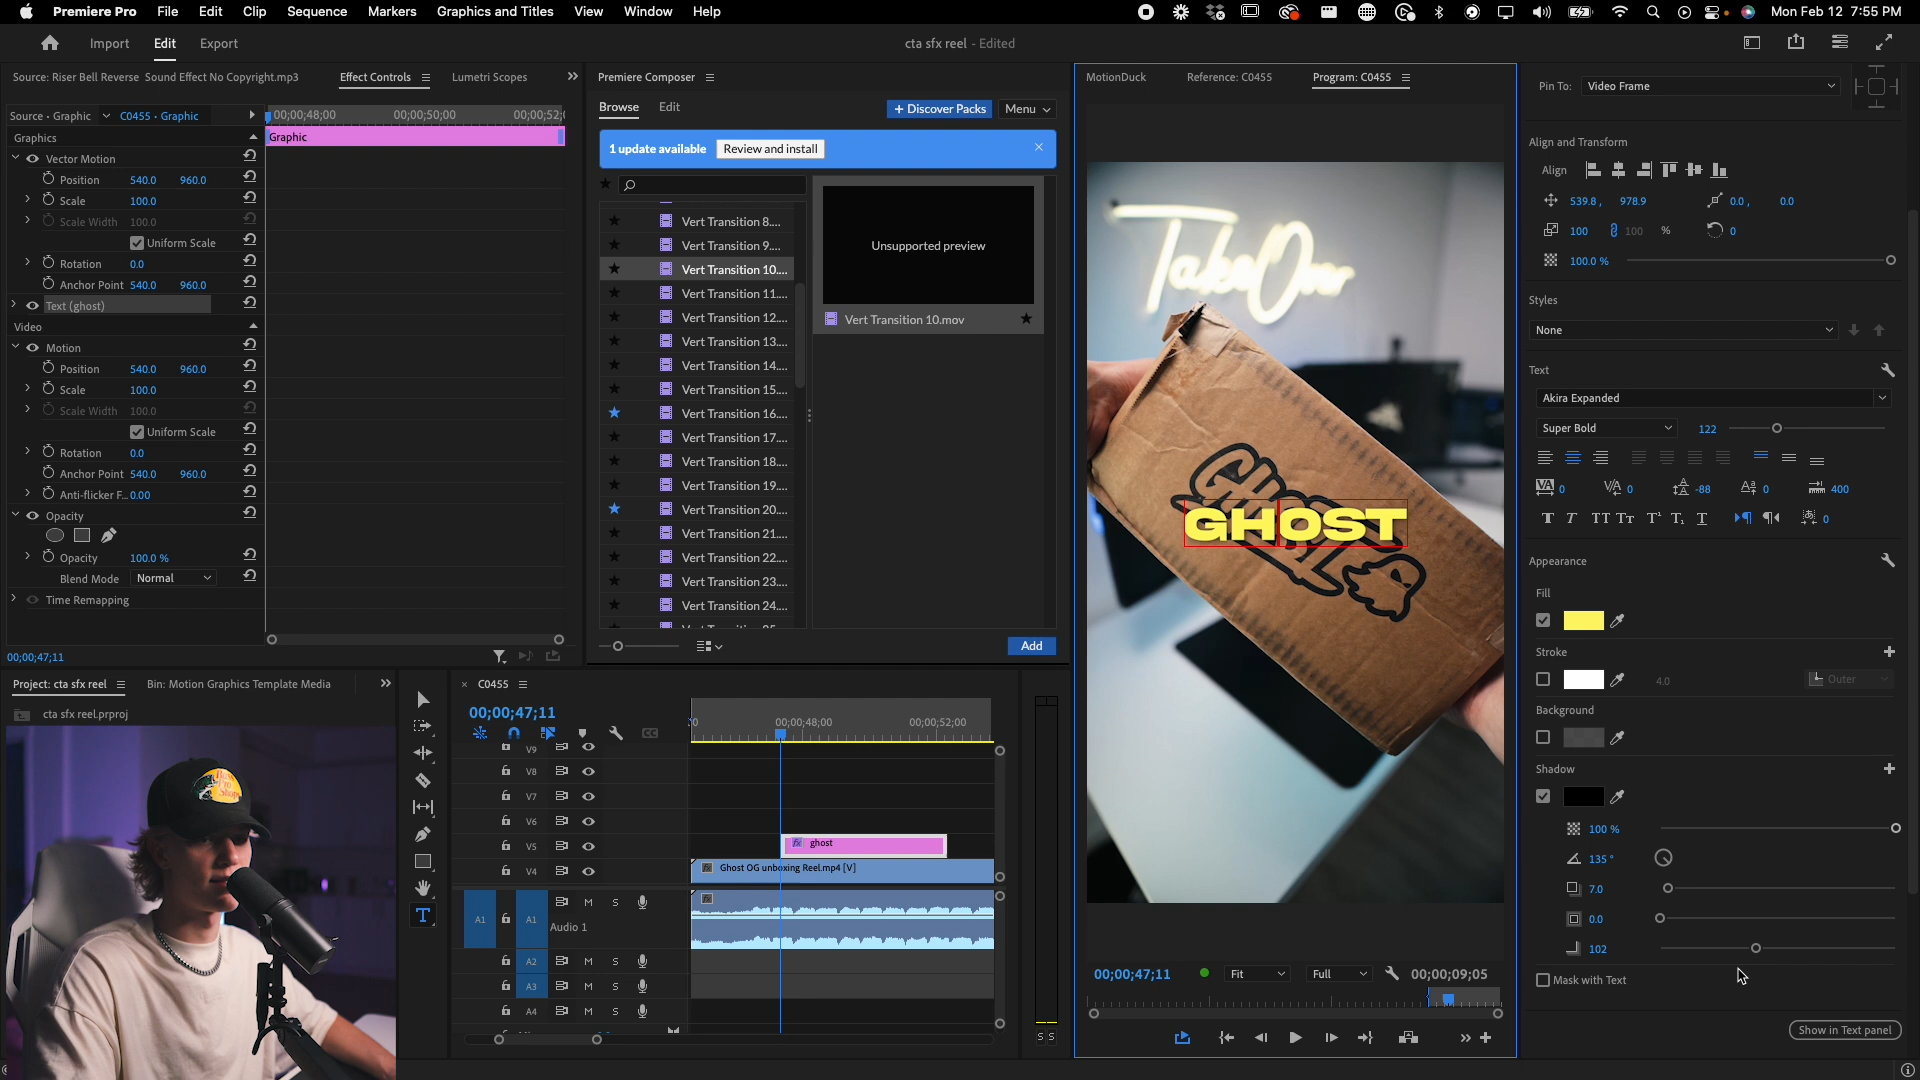 Premiere Pro File Edit Clip Sequence Markers Graphics and Titles View Window Help Mon Feb 12 7:55 PM
Import Edit Export cta sfx reel - Edited
Source: Riser Bell Reverse Sound Effect No Copyright.mp3 Effect Controls Lumetri Scopes
Source - Graphic C0455 - Graphic 00;00;48;00 00;00;50;00 00;00;52;
Graphics Graphic
Vector Motion
Position 540.0 960.0
Scale 100.0
Scale Width 100.0
Uniform Scale
Rotation 0.0
Anchor Point 540.0 960.0
Text (ghost)
Video
Motion
Position 540.0 960.0
Scale 100.0
Scale Width 100.0
Uniform Scale
Rotation 0.0
Anchor Point 540.0 960.0
Anti-flicker F... 0.00
Opacity
Opacity 100.0 %
Blend Mode Normal
Time Remapping
00;00;47;11
Premiere Composer
Browse Edit + Discover Packs Menu
1 update available Review and install
Vert Transition 8....
Vert Transition 9....
Vert Transition 10....
Vert Transition 11....
Vert Transition 12....
Vert Transition 13....
Vert Transition 14....
Vert Transition 15....
Vert Transition 16....
Vert Transition 17....
Vert Transition 18....
Vert Transition 19....
Vert Transition 20....
Vert Transition 21....
Vert Transition 22....
Vert Transition 23....
Vert Transition 24....
Unsupported preview
Vert Transition 10.mov
Add
MotionDuck Reference: C0455 Program: C0455
TakeOver
GHOST
00;00;47;11 Fit Full 00;00;09;05
Pin To: Video Frame
Align and Transform
Align
539.8 , 978.9 0.0 , 0.0
100 100 % 0
100.0 %
Styles
None
Text
Akira Expanded
Super Bold 122
0 0 -88 0 400
0
Appearance
Fill
Stroke
4.0 Outer
Background
Shadow
100 %
135 °
7.0
0.0
102
Mask with Text
Show in Text panel
Project: cta sfx reel Bin: Motion Graphics Template Media
cta sfx reel.prproj
Bass Pro Shops
× C0455
00;00;47;11 00;00;48;00 00;00;52;00
V9
V8
V7
V6
V5 fx ghost
V4 fx Ghost OG unboxing Reel.mp4 [V]
A1 A1 M S
Audio 1
A2 M S
A3 M S
A4 M S
S S